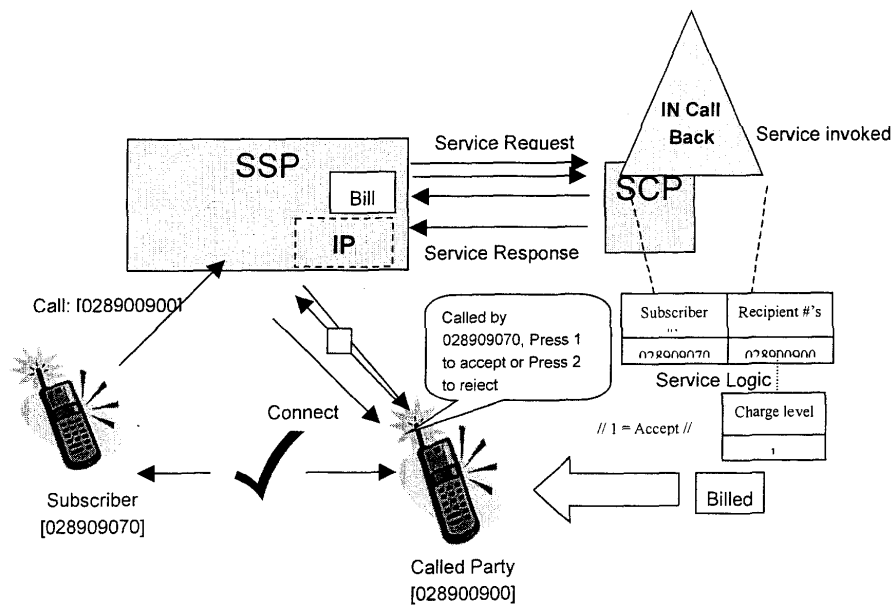 IN Call
Back
Service invoked
Service Request
SSP
SCP
Bill
IP
Service Response
Call: [028900900]
Called by
028909070, Press 1
to accept or Press 2
to reject
Subscriber
Recipient #'s
028909070
028900900
Service Logic
Charge level
1
// 1 = Accept //
Connect
Billed
Subscriber
[028909070]
Called Party
[028900900]